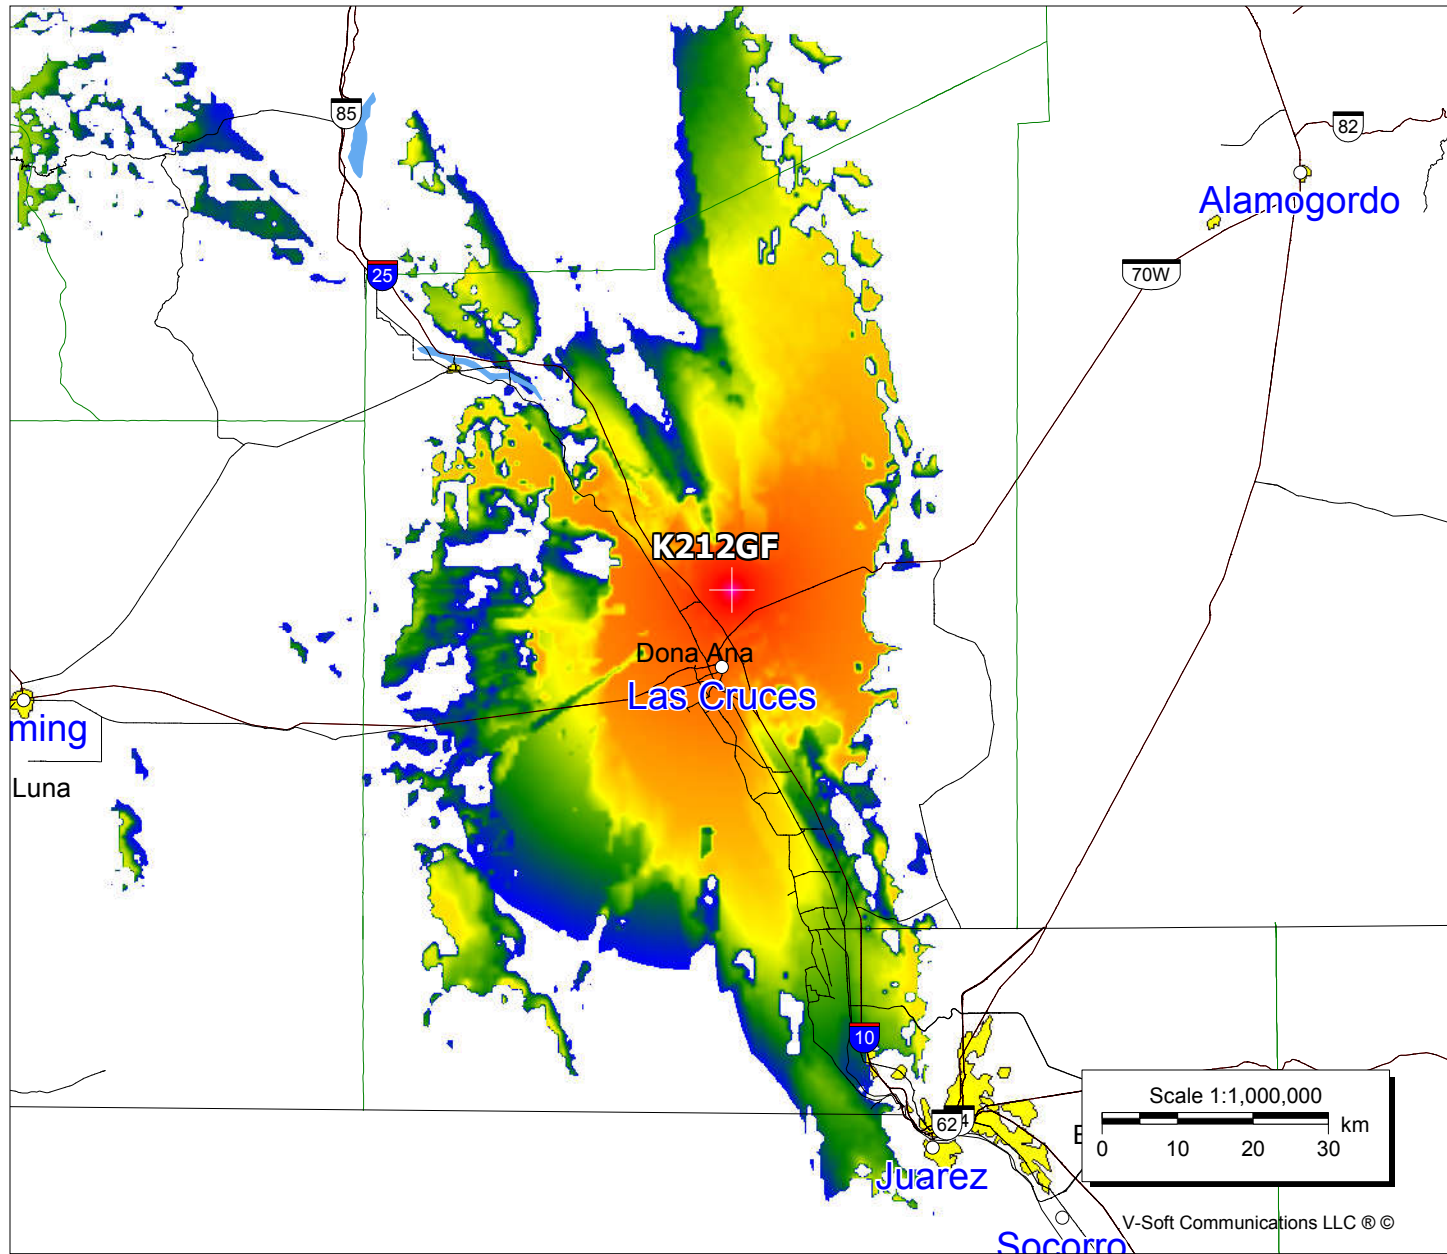 85
82
Alamogordo
25
70W
K212GF
Dona Ana
Las Cruces
ming
Luna
10
Scale 1:1,000,000
km
0 10 20 30
62
4
E
Juarez
V-Soft Communications LLC ® ©
Socorro